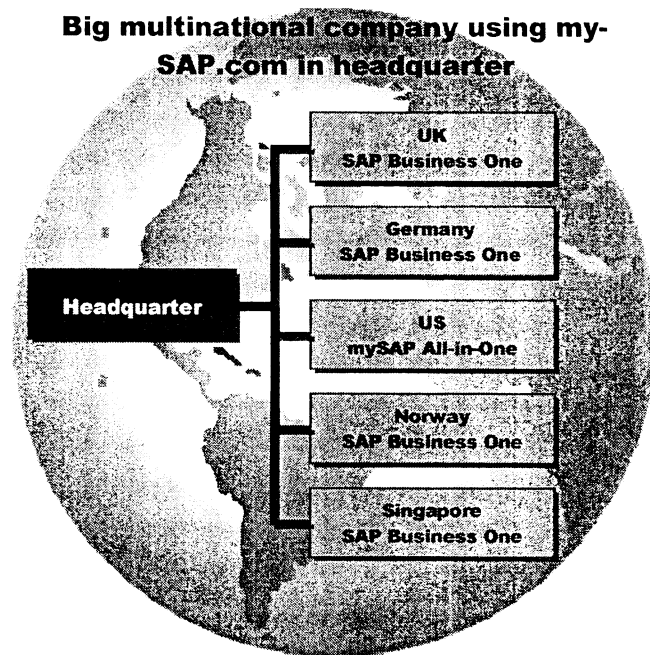 Big multinational company using my-
SAP.com in headquarter
UK
SAP Business One
Germany
SAP Business One
Headquarter
US
mySAP All-in-One
Norway
SAP Business One
Singapore
SAP Business One